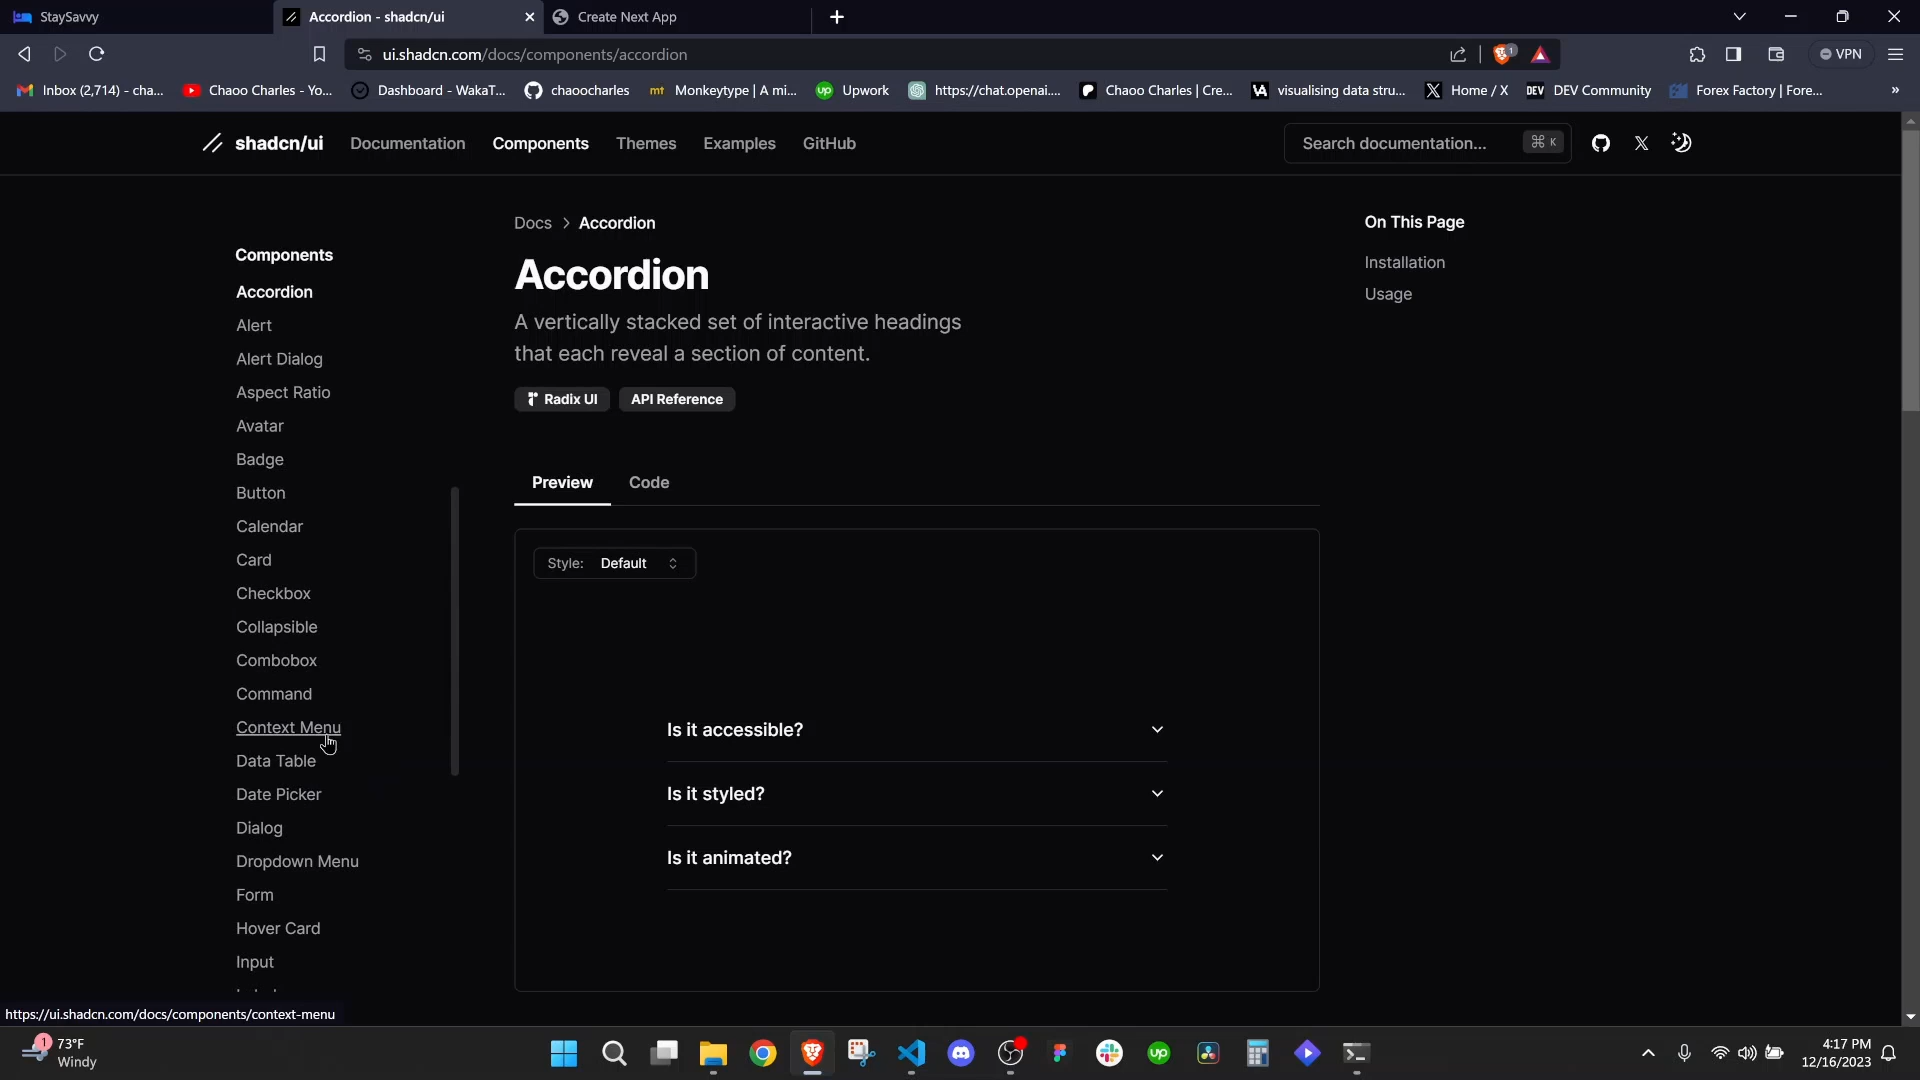 StaySavvy
Accordion - shadcn/ui
Create Next App
ui.shadcn.com/docs/components/accordion
1
VPN
Inbox (2,714) - cha...
Chaoo Charles - Yo...
Dashboard - WakaT...
chaoocharles
mt Monkeytype | A mi...
up Upwork
https://chat.openai....
Chaoo Charles | Cre...
VA visualising data stru...
X Home / X
DEV DEV Community
Forex Factory | Fore...
»
shadcn/ui
Documentation
Components
Themes
Examples
GitHub
Search documentation...
⌘ K
Docs > Accordion
On This Page
Installation
Usage
Components
Accordion
Alert
Alert Dialog
Aspect Ratio
Avatar
Badge
Button
Calendar
Card
Checkbox
Collapsible
Combobox
Command
Context Menu
Data Table
Date Picker
Dialog
Dropdown Menu
Form
Hover Card
Input
Accordion
A vertically stacked set of interactive headings
that each reveal a section of content.
Radix UI
API Reference
Preview
Code
Style: Default
Is it accessible?
Is it styled?
Is it animated?
https://ui.shadcn.com/docs/components/context-menu
1
73°F
Windy
up
4:17 PM
12/16/2023